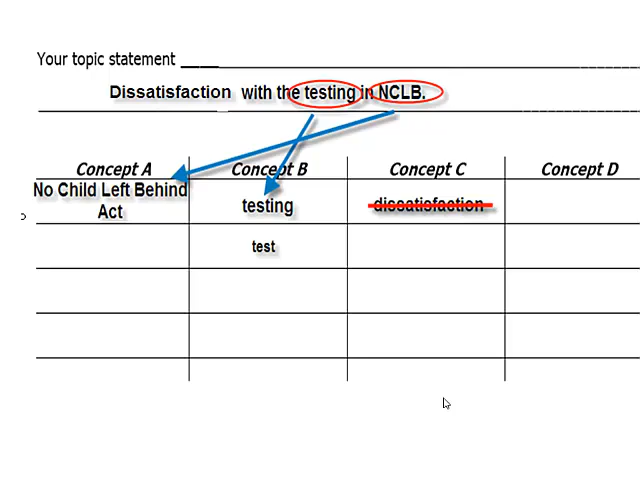 Your topic statement
Dissatisfaction with the testing in NCLB.
Concept A Concept B Concept C Concept D
No Child Left Behind
Act
testing
dissatisfaction
test